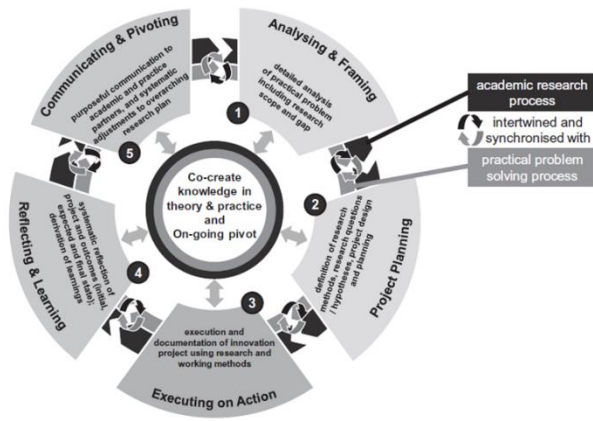 Analysing & Framing
detailed analysis
of practical problem
including research
scope and gap
1
academic research
process
intertwined and
synchronised with
practical problem
solving process
2
definition of research
methods, research questions
/ hypotheses, project design
and planning
Project Planning
3
execution and
documentation of innovation
project using research and
working methods
Executing on Action
4
systematic reflection of
project and outcomes (initial,
expected and final state);
derivation of learnings
Reflecting & Learning
5
Communicating & Pivoting
purposeful communication to
academic and practice
partners, and systematic
adjustments to overarching
research plan
Co-create
knowledge in
theory & practice
and
On-going pivot